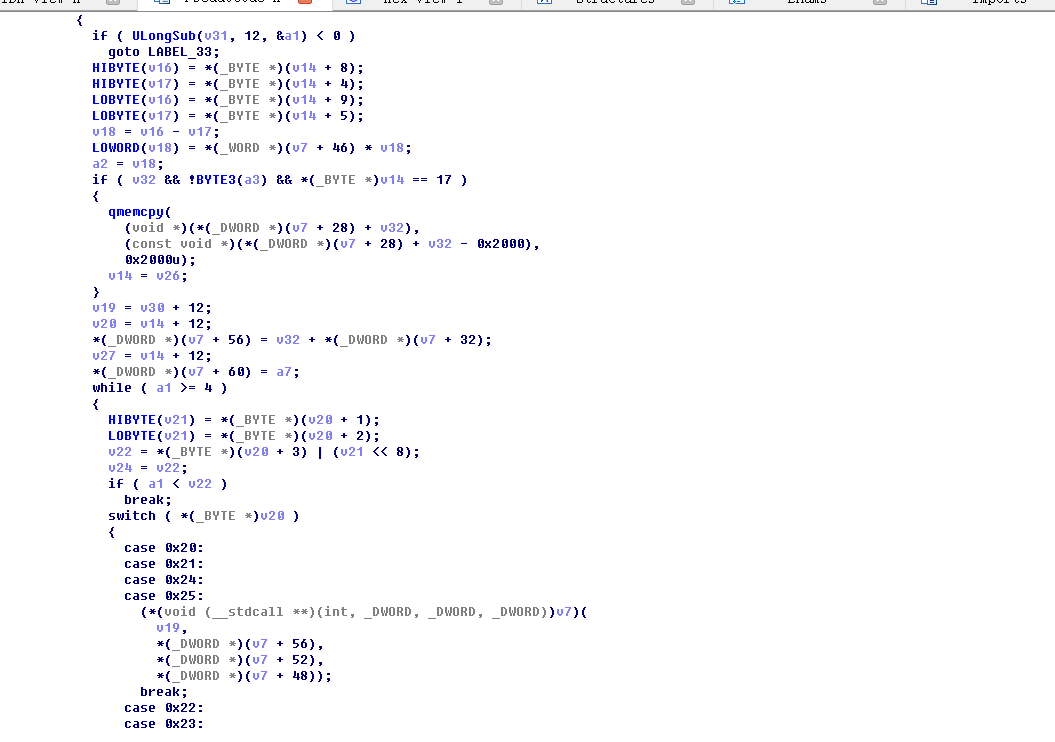 {
if ( ULongSub(v31, 12, &a1) < 0 )
goto LABEL_33;
HIBYTE(v16) = *(_BYTE *)(v14 + 8);
HIBYTE(v17) = *(_BYTE *)(v14 + 4);
LOBYTE(v16) = *(_BYTE *)(v14 + 9);
LOBYTE(v17) = *(_BYTE *)(v14 + 5);
v18 = v16 - v17;
LOWORD(v18) = *(_WORD *)(v7 + 46) * v18;
a2 = v18;
if ( v32 && !BYTE3(a3) && *(_BYTE *)v14 == 17 )
{
qmemcpy(
(void *)(*(_DWORD *)(v7 + 28) + v32),
(const void *)(*(_DWORD *)(v7 + 28) + v32 - 0x2000),
0x2000u);
v14 = v26;
}
v19 = v30 + 12;
v20 = v14 + 12;
*(_DWORD *)(v7 + 56) = v32 + *(_DWORD *)(v7 + 32);
v27 = v14 + 12;
*(_DWORD *)(v7 + 60) = a7;
while ( a1 >= 4 )
{
HIBYTE(v21) = *(_BYTE *)(v20 + 1);
LOBYTE(v21) = *(_BYTE *)(v20 + 2);
v22 = *(_BYTE *)(v20 + 3) | (v21 << 8);
v24 = v22;
if ( a1 < v22 )
break;
switch ( *(_BYTE *)v20 )
{
case 0x20:
case 0x21:
case 0x24:
case 0x25:
(*(void (__stdcall **)(int, _DWORD, _DWORD, _DWORD))v7)(
v19,
*(_DWORD *)(v7 + 56),
*(_DWORD *)(v7 + 52),
*(_DWORD *)(v7 + 48));
break;
case 0x22:
case 0x23: